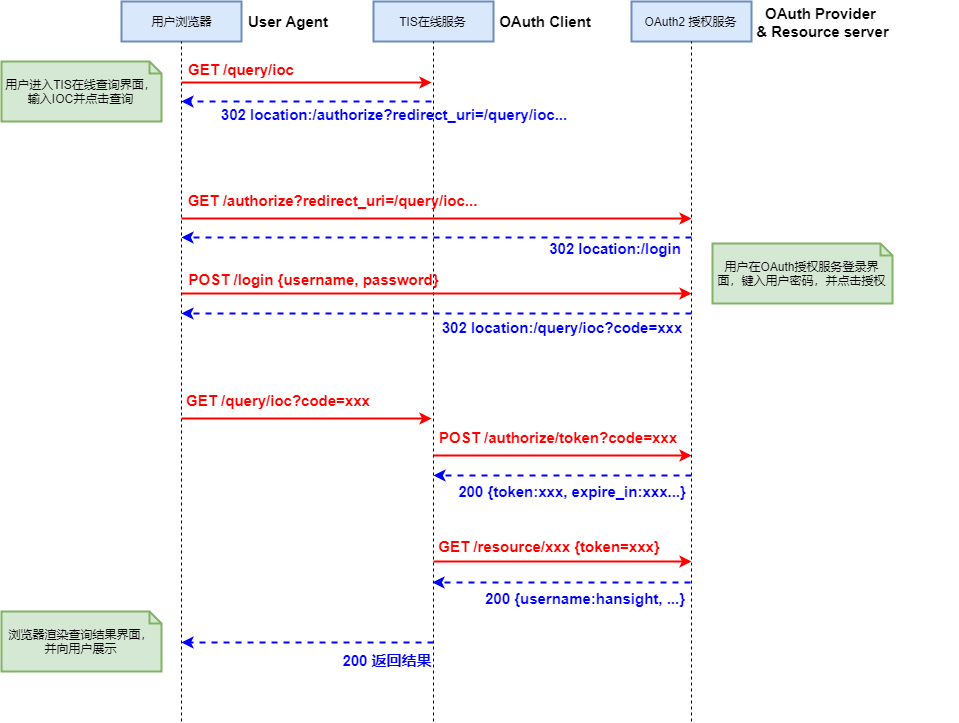 用户浏览器
User Agent
TIS在线服务
OAuth Client
OAuth2 授权服务
OAuth Provider
& Resource server
用户进入TIS在线查询界面，
输入IOC并点击查询
GET /query/ioc
302 location:/authorize?redirect_uri=/query/ioc...
GET /authorize?redirect_uri=/query/ioc...
302 location:/login
用户在OAuth授权服务登录界
面，键入用户密码，并点击授权
POST /login {username, password}
302 location:/query/ioc?code=xxx
GET /query/ioc?code=xxx
POST /authorize/token?code=xxx
200 {token:xxx, expire_in:xxx...}
GET /resource/xxx {token=xxx}
200 {username:hansight, ...}
浏览器渲染查询结果界面，
并向用户展示
200 返回结果